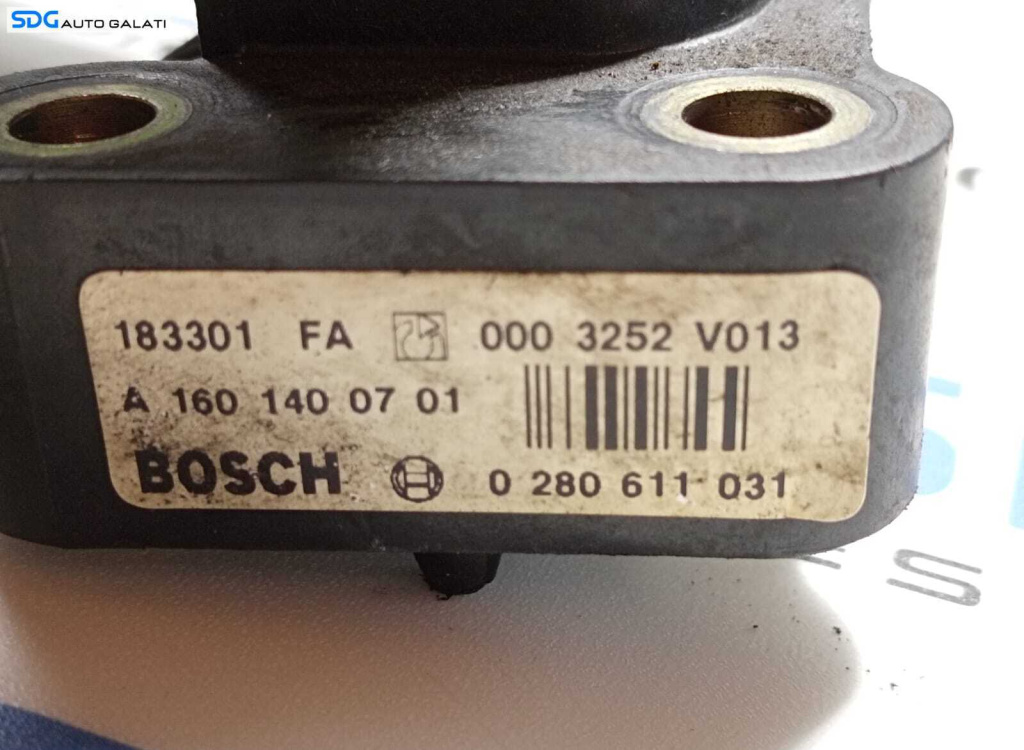 SDG AUTO GALATI
183301 FA 000 3252 V013
A 160 140 07 01
BOSCH 0 280 611 031